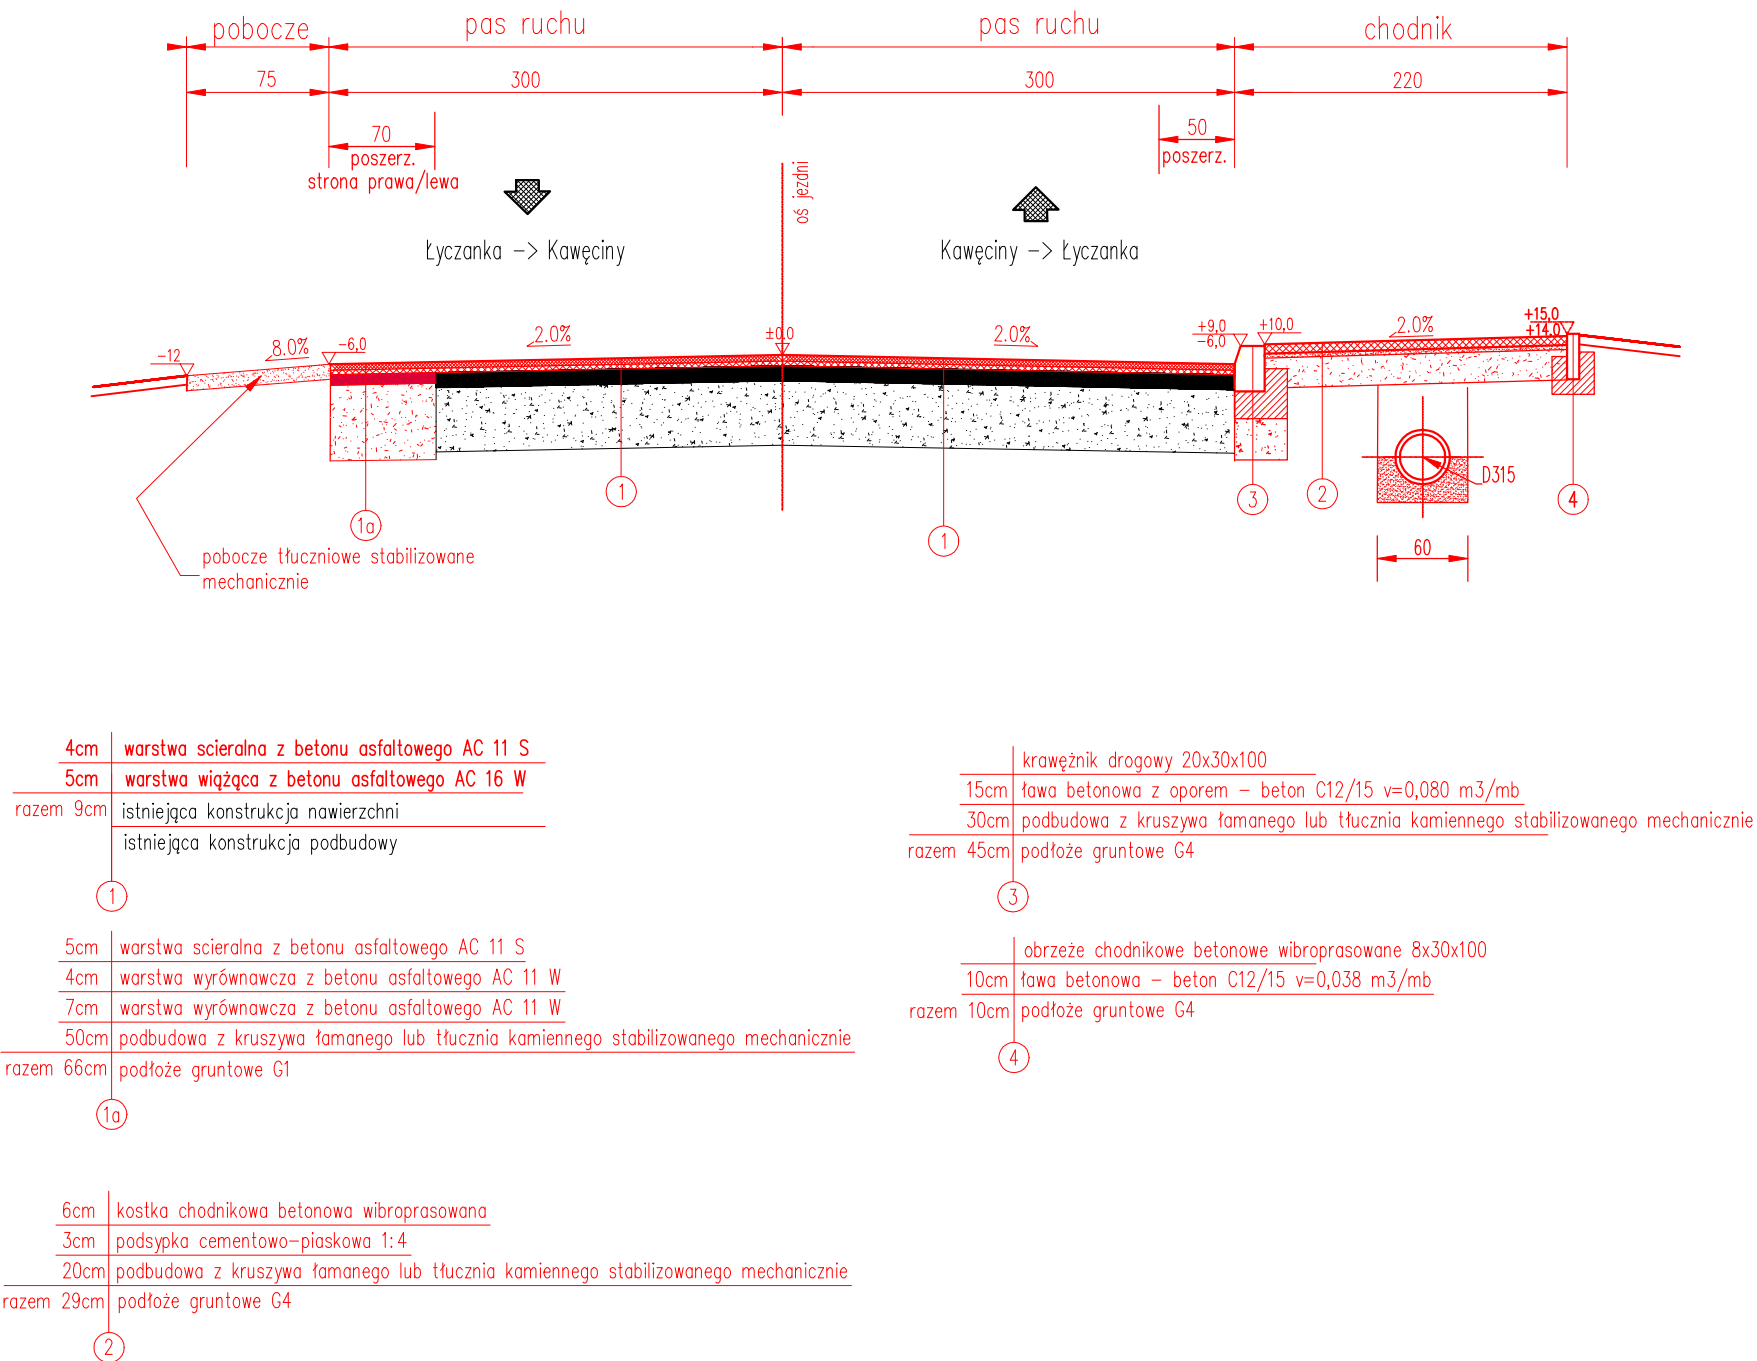 pobocze
pas ruchu
pas ruchu
chodnik
75
300
300
220
70
poszerz.
strona prawa/lewa
50
poszerz.
oś jezdni
Łyczanka -> Kawęciny
Kawęciny -> Łyczanka
-12
8.0%
-6,0
2.0%
±0,0
2.0%
+9,0
-6,0
+10,0
2.0%
+15,0
+14,0
1a
1
1
3
2
D315
4
60
pobocze tłuczniowe stabilizowane
mechanicznie
4cm warstwa scieralna z betonu asfaltowego AC 11 S
5cm warstwa wiążąca z betonu asfaltowego AC 16 W
razem 9cm istniejąca konstrukcja nawierzchni
istniejąca konstrukcja podbudowy
1
5cm warstwa scieralna z betonu asfaltowego AC 11 S
4cm warstwa wyrównawcza z betonu asfaltowego AC 11 W
7cm warstwa wyrównawcza z betonu asfaltowego AC 11 W
50cm podbudowa z kruszywa łamanego lub tłucznia kamiennego stabilizowanego mechanicznie
razem 66cm podłoże gruntowe G1
1a
6cm kostka chodnikowa betonowa wibroprasowana
3cm podsypka cementowo-piaskowa 1:4
20cm podbudowa z kruszywa łamanego lub tłucznia kamiennego stabilizowanego mechanicznie
razem 29cm podłoże gruntowe G4
2
krawężnik drogowy 20x30x100
15cm ława betonowa z oporem - beton C12/15 v=0,080 m3/mb
30cm podbudowa z kruszywa łamanego lub tłucznia kamiennego stabilizowanego mechanicznie
razem 45cm podłoże gruntowe G4
3
obrzeże chodnikowe betonowe wibroprasowane 8x30x100
10cm ława betonowa - beton C12/15 v=0,038 m3/mb
razem 10cm podłoże gruntowe G4
4